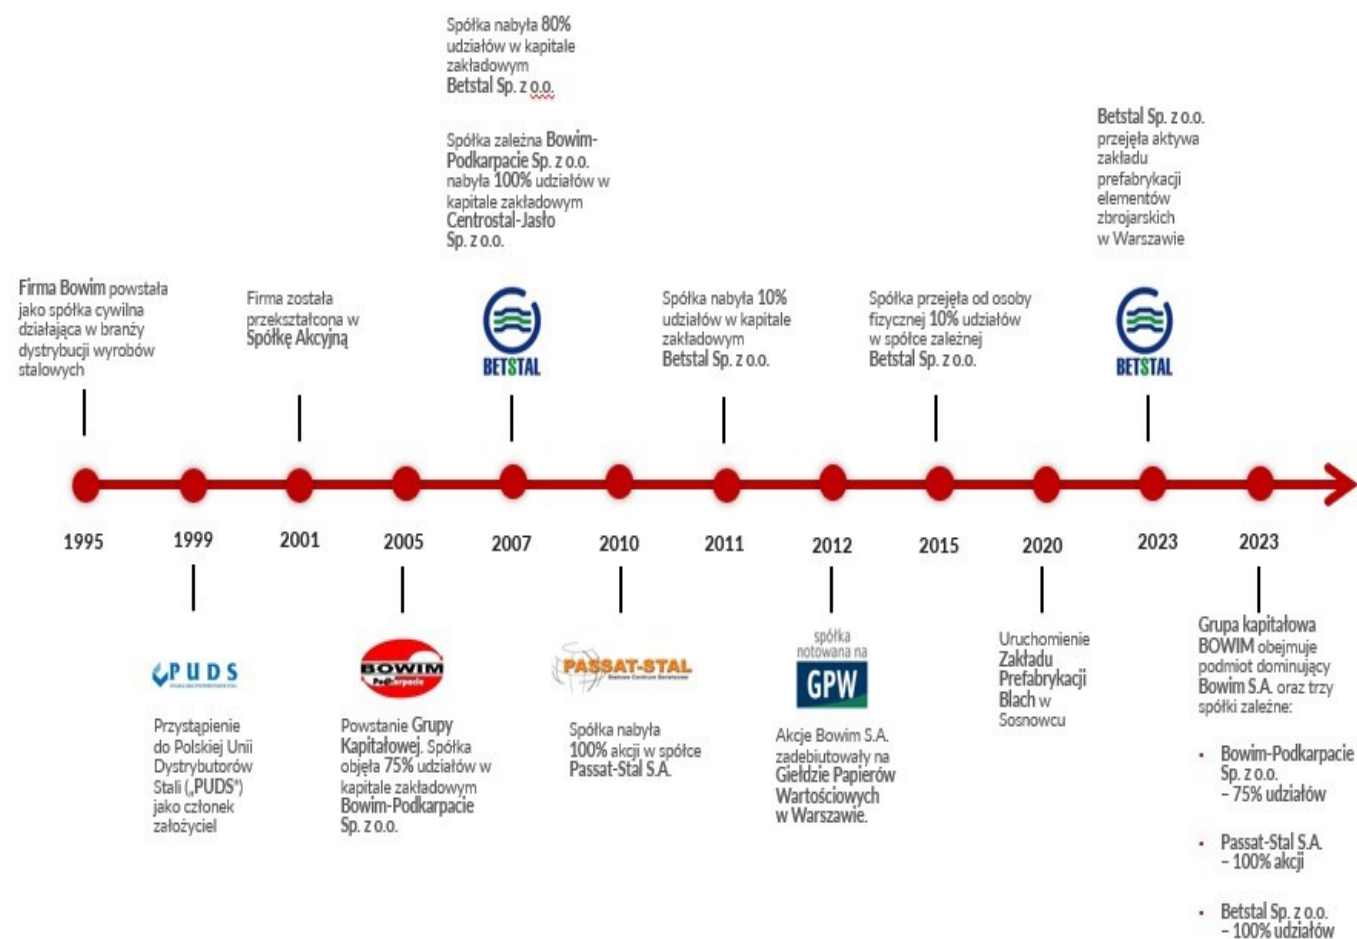 Spółka nabyła 80%
udziałów w kapitale
zakładowym
Betstal Sp. z o.o.
Spółka zależna Bowim-
Podkarpacie Sp. z o.o.
nabyła 100% udziałów w
kapitale zakładowym
Centrostal-Jasło
Sp. z o.o.
Betstal Sp. z o.o.
przejęła aktywa
zakładu
prefabrykacji
elementów
zbrojarskich
w Warszawie
Firma Bowim powstała
jako spółka cywilna
działająca w branży
dystrybucji wyrobów
stalowych
Firma została
przekształcona w
Spółkę Akcyjną
BETSTAL
Spółka nabyła 10%
udziałów w kapitale
zakładowym
Betstal Sp. z o.o.
Spółka przejęła od osoby
fizycznej 10% udziałów
w spółce zależnej
Betstal Sp. z o.o.
BETSTAL
1995
1999
2001
2005
2007
2010
2011
2012
2015
2020
2023
2023
PUDS
Przystąpienie
do Polskiej Unii
Dystrybutorów
Stali („PUDS")
jako członek
założyciel
BOWIM
Podkarpacie
Powstanie Grupy
Kapitałowej. Spółka
objęła 75% udziałów w
kapitale zakładowym
Bowim-Podkarpacie
Sp. z o.o.
PASSAT-STAL
Stalowe Centrum Serwisowe
Spółka nabyła
100% akcji w spółce
Passat-Stal S.A.
spółka
notowana na
GPW
Akcje Bowim S.A.
zadebiutowały na
Giełdzie Papierów
Wartościowych
w Warszawie.
Uruchomienie
Zakładu
Prefabrykacji
Blach w
Sosnowcu
Grupa kapitałowa
BOWIM obejmuje
podmiot dominujący
Bowim S.A. oraz trzy
spółki zależne:
▪ Bowim-Podkarpacie
Sp. z o.o.
– 75% udziałów
▪ Passat-Stal S.A.
– 100% akcji
▪ Betstal Sp. z o.o.
– 100% udziałów